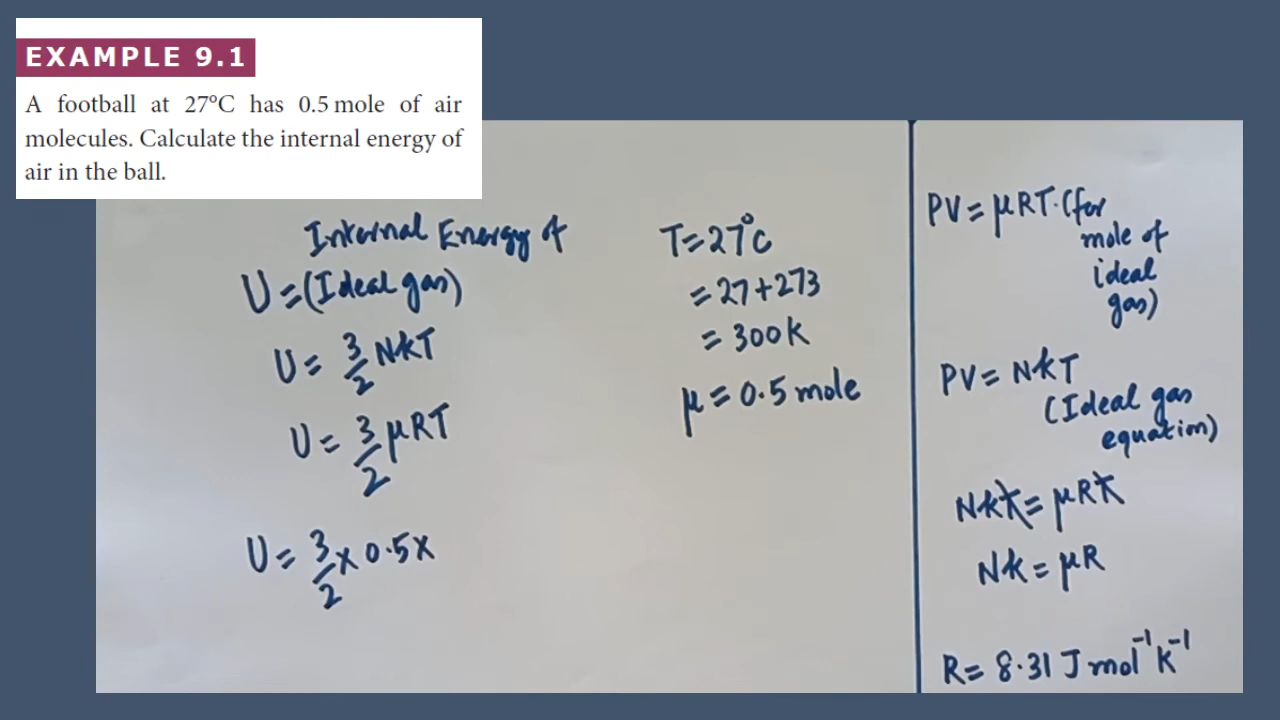 EXAMPLE 9.1
A football at 27°C has 0.5 mole of air
molecules. Calculate the internal energy of
air in the ball.
Internal Energy of
U = (Ideal gas)
U = 3/2 NkT
U = 3/2 μRT
U = 3/2 x 0.5 x
T = 27°C
= 27+273
= 300K
μ = 0.5 mole
PV = μRT. (for
mole of
ideal
gas)
PV = NkT
(Ideal gas
equation)
NkT = μRT
Nk = μR
R = 8.31 J mol⁻¹ K⁻¹